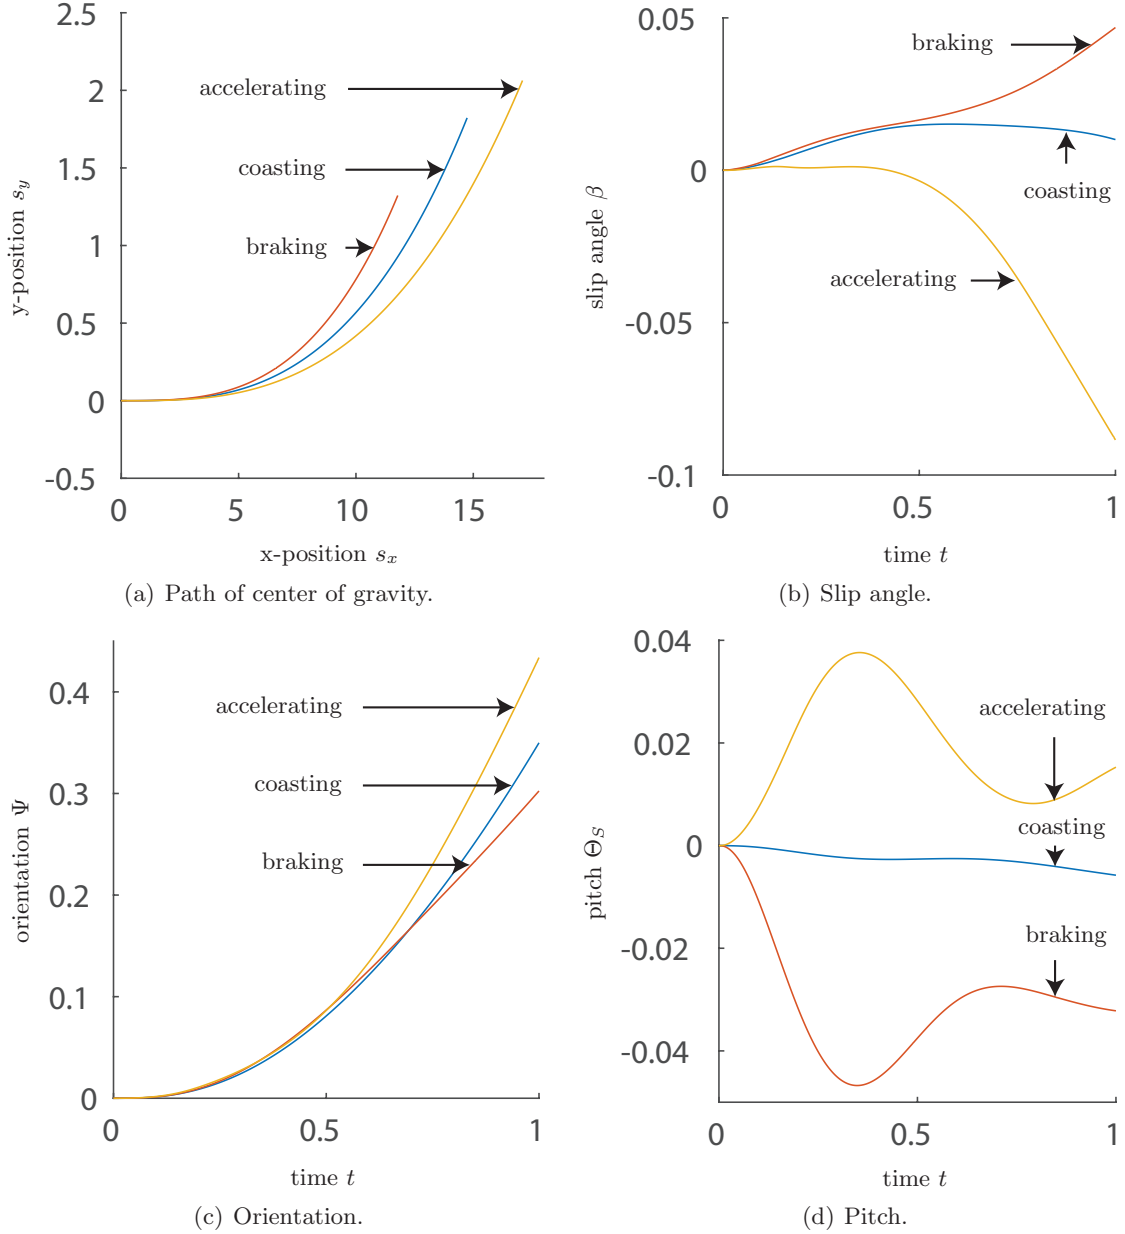 2.5
2
1.5
1
0.5
0
-0.5
y-position s_y
accelerating
coasting
braking
0 5 10 15
x-position s_x
(a) Path of center of gravity.
0.05
0
-0.05
-0.1
slip angle β
braking
coasting
accelerating
0 0.5 1
time t
(b) Slip angle.
0.4
0.3
0.2
0.1
0
orientation Ψ
accelerating
coasting
braking
0 0.5 1
time t
(c) Orientation.
0.04
0.02
0
-0.02
-0.04
pitch Θ_S
accelerating
coasting
braking
0 0.5 1
time t
(d) Pitch.